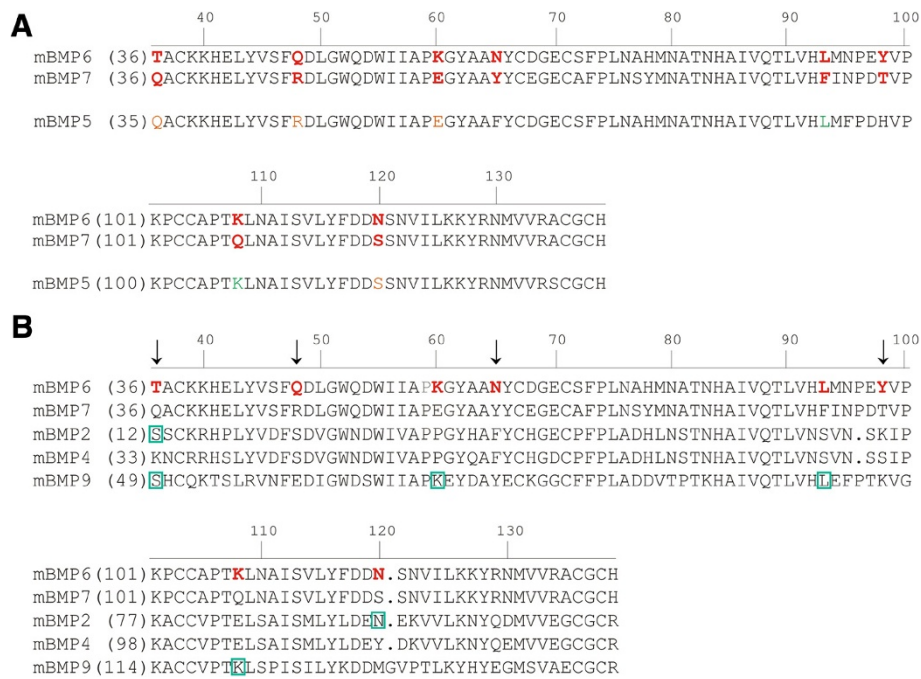 A
40 50 60 70 80 90 100
mBMP6 (36) TACKKHELYVSFQDLGWQDWIIAPKGYAANYCDGECSFPLNAHMNATNHAIVQTLVHLMNPEYVP
mBMP7 (36) QACKKHELYVSFRDLGWQDWIIAPEGYAAYYCEGECAFPLNSYMNATNHAIVQTLVHFINPDTVP
mBMP5 (35) QACKKHELYVSFRDLGWQDWIIAPEGYAAFYCDGECSFPLNAHMNATNHAIVQTLVHLMFPDHVP
110 120 130
mBMP6 (101) KPCCAPTKLNAISVLYFDDNSNVILKKYRNMVVRACGCH
mBMP7 (101) KPCCAPTQLNAISVLYFDDSSNVILKKYRNMVVRACGCH
mBMP5 (100) KPCCAPTKLNAISVLYFDDSSNVILKKYRNMVVRSCGCH
B
40 50 60 70 80 90 100
mBMP6 (36) TACKKHELYVSFQDLGWQDWIIAPKGYAANYCDGECSFPLNAHMNATNHAIVQTLVHLMNPEYVP
mBMP7 (36) QACKKHELYVSFRDLGWQDWIIAPEGYAAYYCEGECAFPLNSYMNATNHAIVQTLVHFINPDTVP
mBMP2 (12) SSCKRHPLYVDFSDVGWNDWIVAPPGYHAFYCHGECPFPLADHLNSTNHAIVQTLVNSVN.SKIP
mBMP4 (33) KNCRRHSLYVDFSDVGWNDWIVAPPGYQAFYCHGDCPFPLADHLNSTNHAIVQTLVNSVN.SSIP
mBMP9 (49) SHCQKTSLRVNFEDIGWDSWIIAPKEYDAYECKGGCFFPLADDVTPTKHAIVQTLVHLEFPTKVG
110 120 130
mBMP6 (101) KPCCAPTKLNAISVLYFDDN.SNVILKKYRNMVVRACGCH
mBMP7 (101) KPCCAPTQLNAISVLYFDDS.SNVILKKYRNMVVRACGCH
mBMP2 (77) KACCVPTELSAISMLYLDEN.EKVVLKNYQDMVVEGCGCR
mBMP4 (98) KACCVPTELSAISMLYLDEY.DKVVLKNYQEMVVEGCGCR
mBMP9 (114) KACCVPTKLSPISILYKDDMGVPTLKYHYEGMSVAECGCR